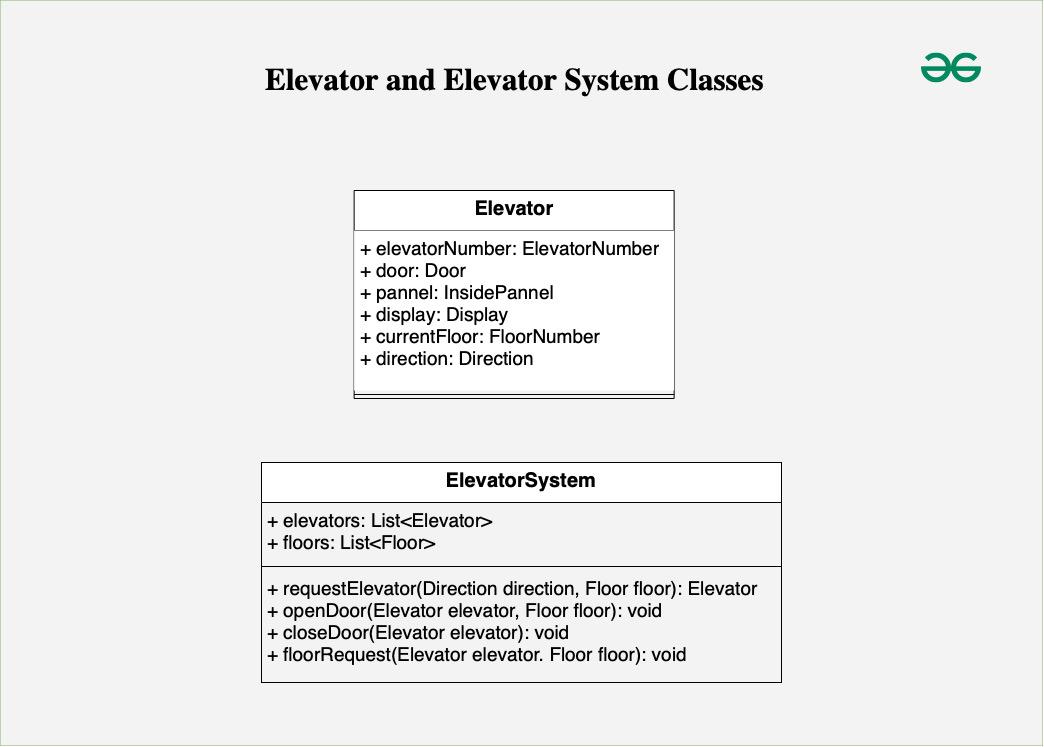 Elevator and Elevator System Classes
Elevator
+ elevatorNumber: ElevatorNumber
+ door: Door
+ pannel: InsidePannel
+ display: Display
+ currentFloor: FloorNumber
+ direction: Direction
ElevatorSystem
+ elevators: List<Elevator>
+ floors: List<Floor>
+ requestElevator(Direction direction, Floor floor): Elevator
+ openDoor(Elevator elevator, Floor floor): void
+ closeDoor(Elevator elevator): void
+ floorRequest(Elevator elevator. Floor floor): void